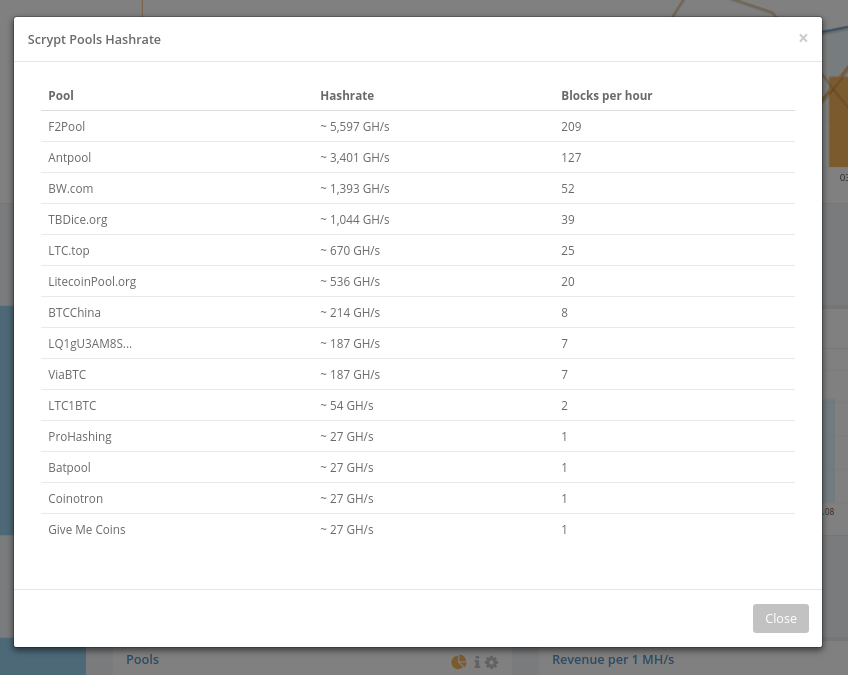 Scrypt Pools Hashrate ×
Pool Hashrate Blocks per hour
F2Pool ~ 5,597 GH/s 209
Antpool ~ 3,401 GH/s 127
BW.com ~ 1,393 GH/s 52
TBDice.org ~ 1,044 GH/s 39
LTC.top ~ 670 GH/s 25
LitecoinPool.org ~ 536 GH/s 20
BTCChina ~ 214 GH/s 8
LQ1gU3AM8S... ~ 187 GH/s 7
ViaBTC ~ 187 GH/s 7
LTC1BTC ~ 54 GH/s 2
ProHashing ~ 27 GH/s 1
Batpool ~ 27 GH/s 1
Coinotron ~ 27 GH/s 1
Give Me Coins ~ 27 GH/s 1
Close
Pools Revenue per 1 MH/s